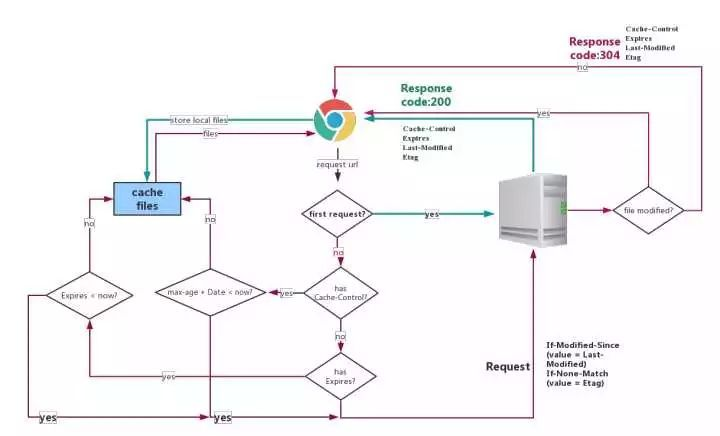 Response
code:304
Cache-Control
Expires
Last-Modified
Etag
no
Response
code:200
yes
store local files
files
Cache-Control
Expires
Last-Modified
Etag
request url
cache
files
first request?
yes
file modified?
no
no
no
Expires < now?
max-age + Date < now?
yes
has
Cache-Control?
no
If-Modified-Since
(value = Last-
Modified)
If-None-Match
(value = Etag)
Request
yes
has
Expires?
yes
yes